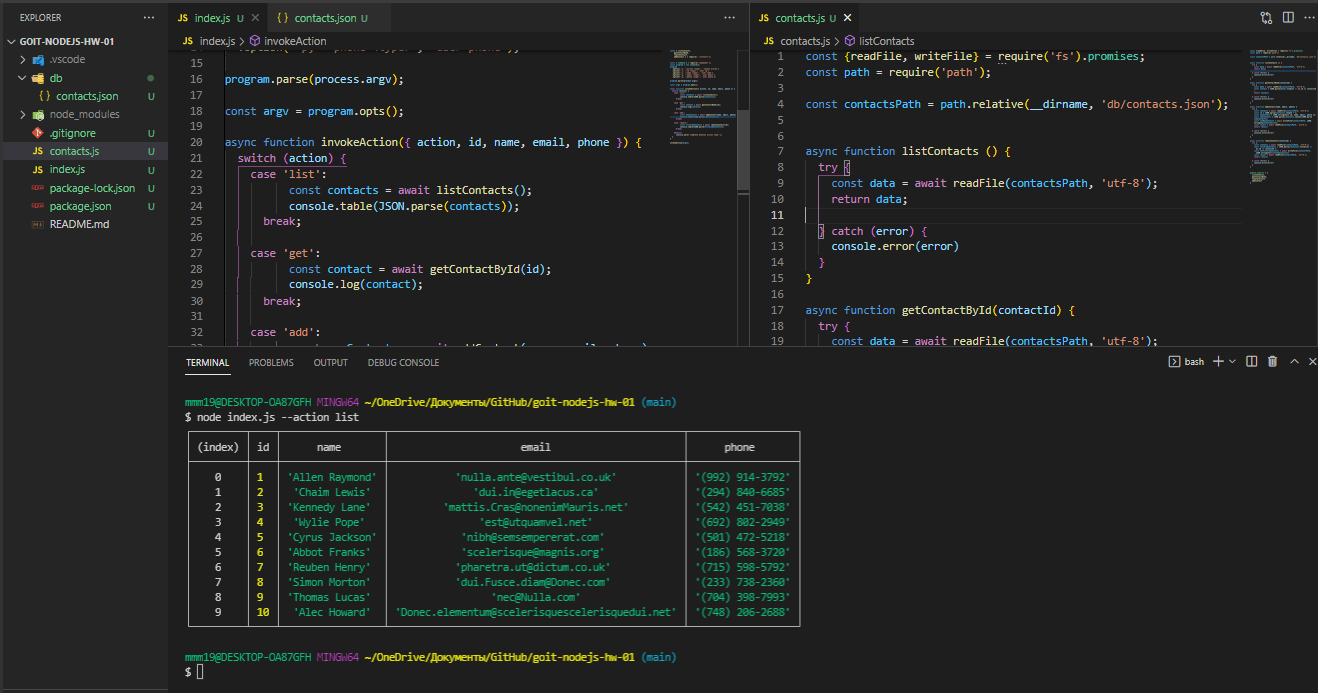 EXPLORER
GOIT-NODEJS-HW-01
.vscode
db
{ } contacts.json U
node_modules
.gitignore U
JS contacts.js U
JS index.js U
package-lock.json U
package.json U
README.md
JS index.js U
{ } contacts.json U
JS index.js > invokeAction
15
16 program.parse(process.argv);
17
18 const argv = program.opts();
19
20 async function invokeAction({ action, id, name, email, phone }) {
21 switch (action) {
22 case 'list':
23 const contacts = await listContacts();
24 console.table(JSON.parse(contacts));
25 break;
26
27 case 'get':
28 const contact = await getContactById(id);
29 console.log(contact);
30 break;
31
32 case 'add':
JS contacts.js U
JS contacts.js > listContacts
1 const {readFile, writeFile} = require('fs').promises;
2 const path = require('path');
3
4 const contactsPath = path.relative(__dirname, 'db/contacts.json');
5
6
7 async function listContacts () {
8 try {
9 const data = await readFile(contactsPath, 'utf-8');
10 return data;
11
12 } catch (error) {
13 console.error(error)
14 }
15 }
16
17 async function getContactById(contactId) {
18 try {
19 const data = await readFile(contactsPath, 'utf-8');
TERMINAL PROBLEMS OUTPUT DEBUG CONSOLE
bash
mmm19@DESKTOP-OA87GFH MINGW64 ~/OneDrive/Документы/GitHub/goit-nodejs-hw-01 (main)
$ node index.js --action list
(index) id name email phone
0 1 'Allen Raymond' 'nulla.ante@vestibul.co.uk' '(992) 914-3792'
1 2 'Chaim Lewis' 'dui.in@egetlacus.ca' '(294) 840-6685'
2 3 'Kennedy Lane' 'mattis.Cras@nonenimMauris.net' '(542) 451-7038'
3 4 'Wylie Pope' 'est@utquamvel.net' '(692) 802-2949'
4 5 'Cyrus Jackson' 'nibh@semsempererat.com' '(501) 472-5218'
5 6 'Abbot Franks' 'scelerisque@magnis.org' '(186) 568-3720'
6 7 'Reuben Henry' 'pharetra.ut@dictum.co.uk' '(715) 598-5792'
7 8 'Simon Morton' 'dui.Fusce.diam@Donec.com' '(233) 738-2360'
8 9 'Thomas Lucas' 'nec@Nulla.com' '(704) 398-7993'
9 10 'Alec Howard' 'Donec.elementum@scelerisquescelerisquedui.net' '(748) 206-2688'
mmm19@DESKTOP-OA87GFH MINGW64 ~/OneDrive/Документы/GitHub/goit-nodejs-hw-01 (main)
$